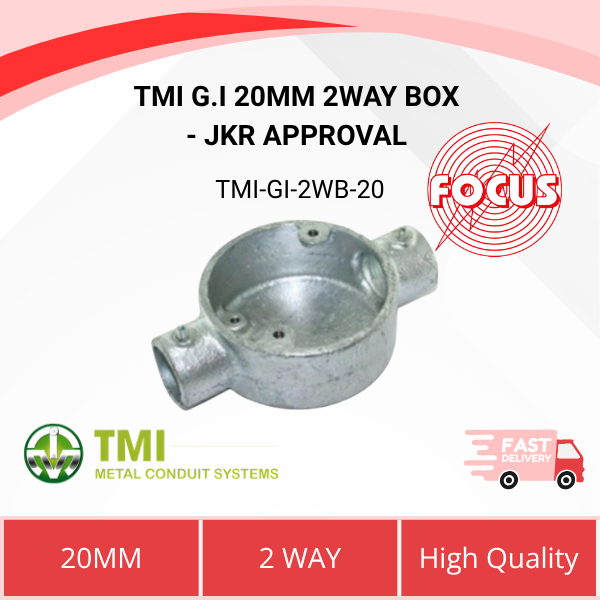 TMI G.I 20MM 2WAY BOX
- JKR APPROVAL
TMI-GI-2WB-20
FOCUS
TMI
METAL CONDUIT SYSTEMS
FAST
DELIVERY
20MM
2 WAY
High Quality